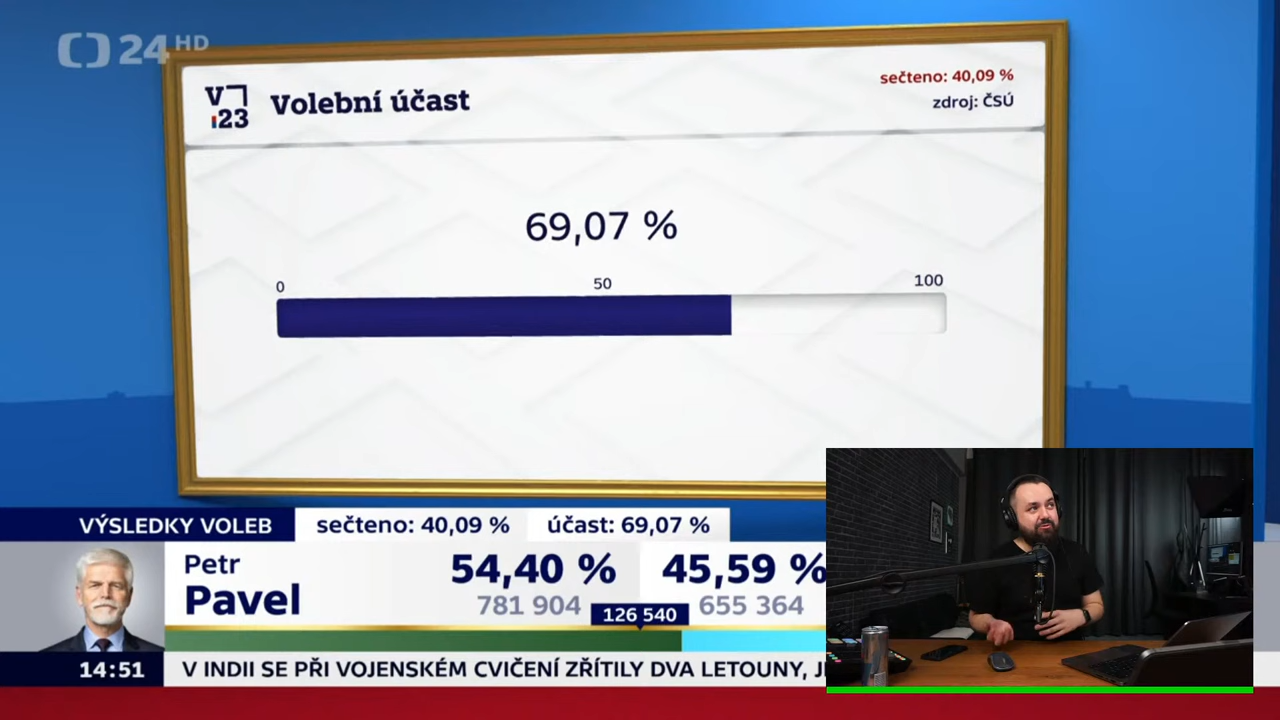 24 HD
V
23
Volební účast
sečteno: 40,09 %
zdroj: ČSÚ
69,07 %
0
50
100
VÝSLEDKY VOLEB
sečteno: 40,09 %
účast: 69,07 %
Petr
Pavel
54,40 %
781 904
126 540
45,59 %
655 364
14:51
V INDII SE PŘI VOJENSKÉM CVIČENÍ ZŘÍTILY DVA LETOUNY,